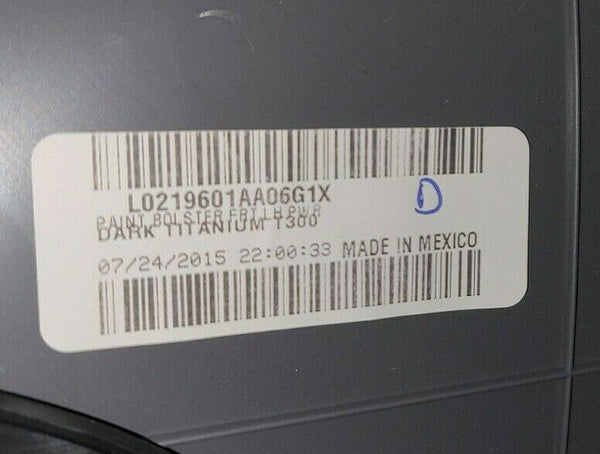 L0219601AA06G1X
D
PAINT BOLSTER FRT LH PWR
DARK TITANIUM T300
07/24/2015 22:00:33 MADE IN MEXICO